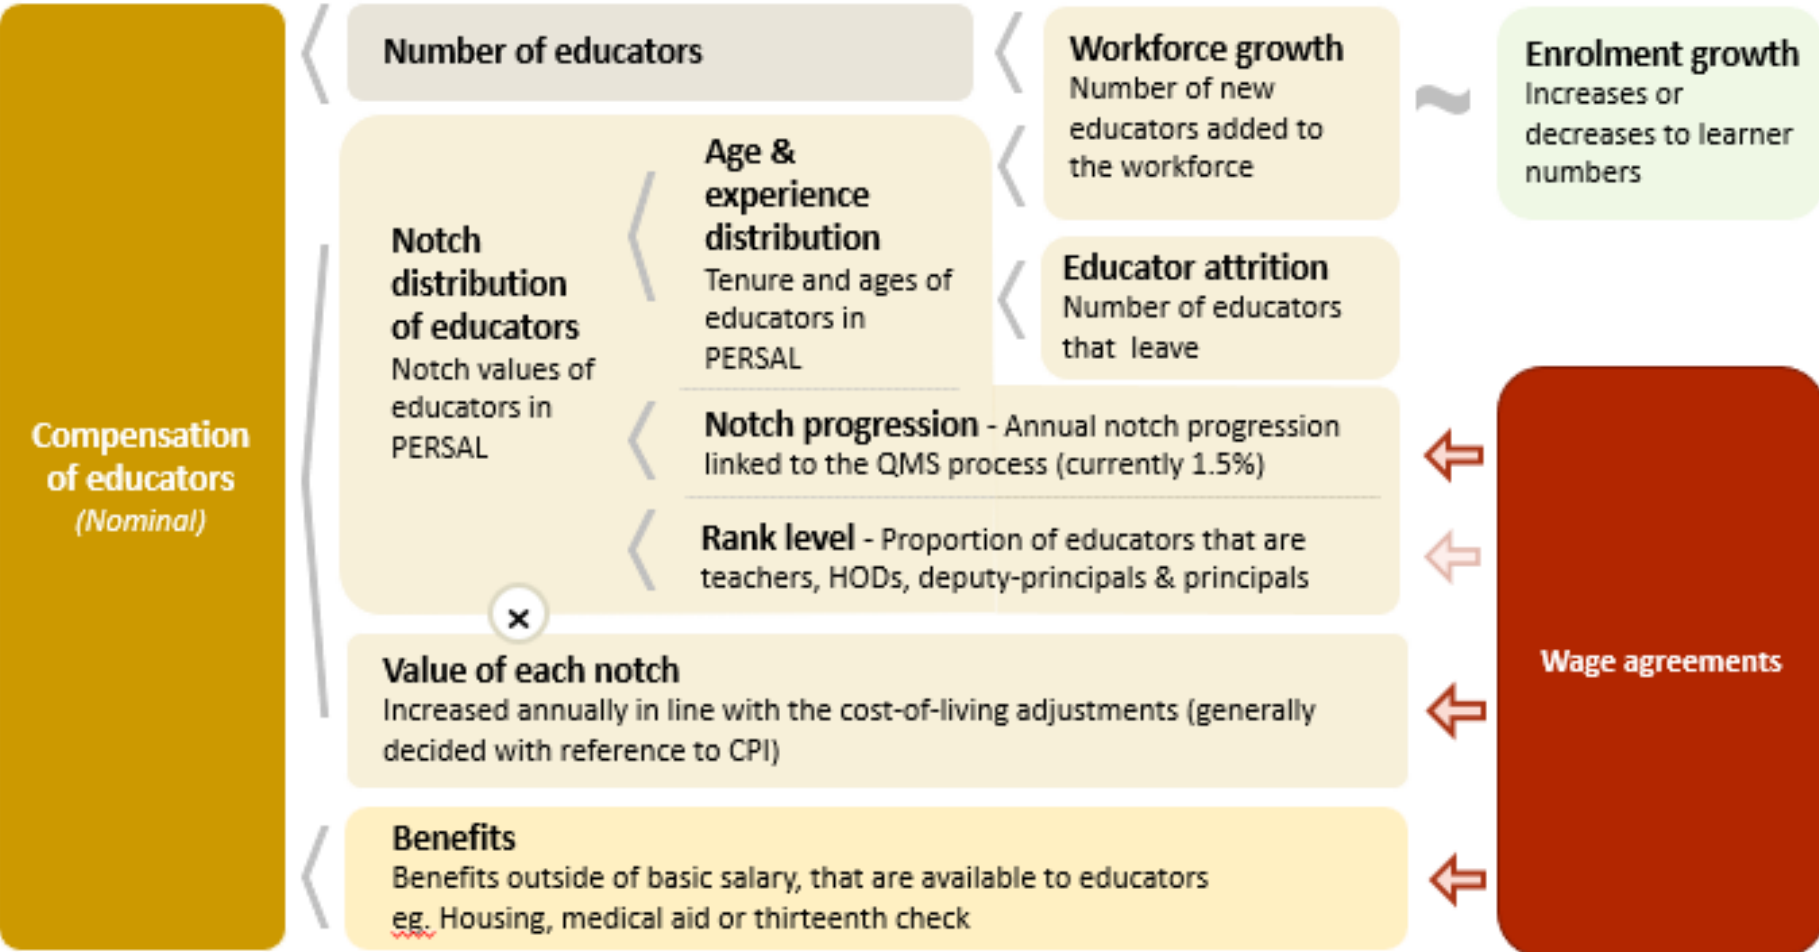 Compensation
of educators
(Nominal)
Number of educators
Notch
distribution
of educators
Notch values of
educators in
PERSAL
Age &
experience
distribution
Tenure and ages of
educators in
PERSAL
Workforce growth
Number of new
educators added to
the workforce
~
Enrolment growth
Increases or
decreases to learner
numbers
Educator attrition
Number of educators
that  leave
Notch progression - Annual notch progression
linked to the QMS process (currently 1.5%)
Rank level - Proportion of educators that are
teachers, HODs, deputy-principals & principals
×
Value of each notch
Increased annually in line with the cost-of-living adjustments (generally
decided with reference to CPI)
Benefits
Benefits outside of basic salary, that are available to educators
eg. Housing, medical aid or thirteenth check
Wage agreements